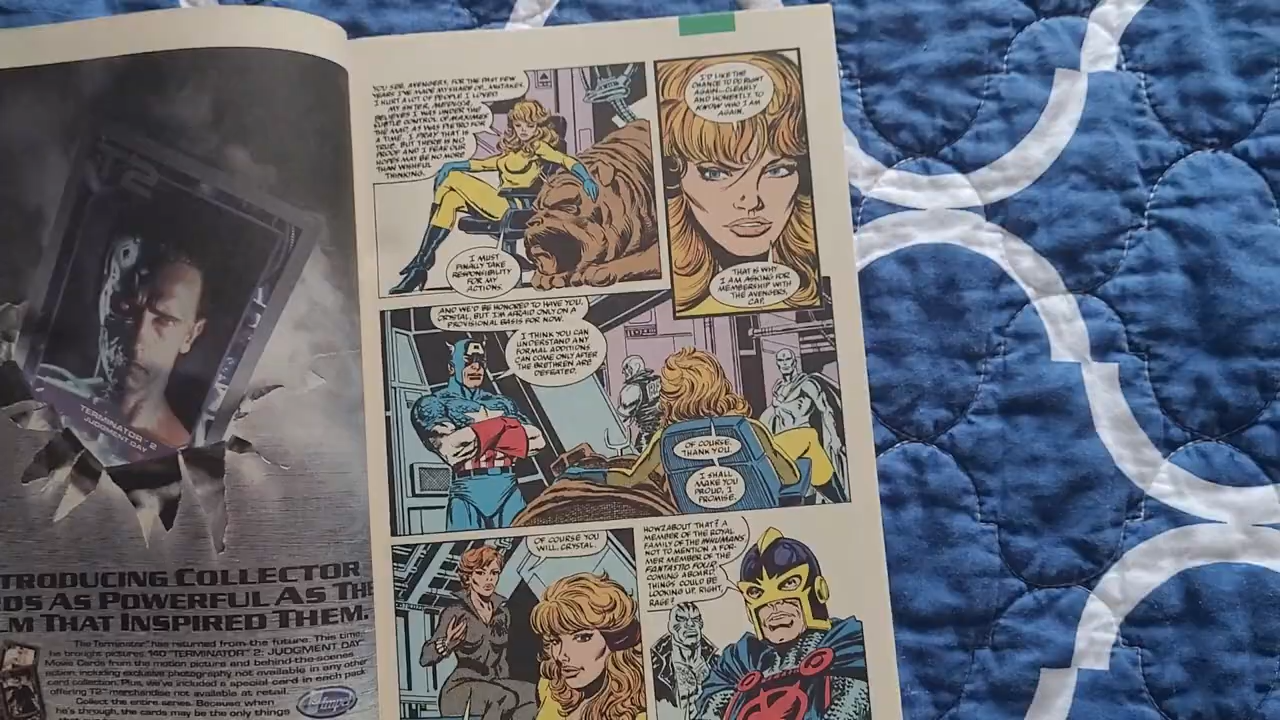 T2
TERMINATOR 2
JUDGMENT DAY
TRODUCING COLLECTOR
DS AS POWERFUL AS THE
LM THAT INSPIRED THEM.
The Terminator has returned from the future. This time,
he brought pictures. 140 "TERMINATOR 2: JUDGMENT DAY"
Movie Cards from the motion picture and behind-the-scenes
action, including exclusive photography not available in any other
card collection. Plus, we've included a special card in each pack
offering T2 merchandise not available at retail.
Collect the entire series. Because when
he's through, the cards may be the only things
Impel
YOU SEE, AVENGERS, FOR THE PAST FEW
YEARS I'VE MADE MY SHARE OF... MISTAKES.
I HURT A LOT OF PEOPLE I LOVED.
MY SISTER, MEDUSA,
BELIEVES I WAS UNDER THE
SUBTLE CONTROL OF MAXIMUS
THE MAD, AS WAS PIETRO FOR
A TIME. I PRAY THAT IS
TRUE. BUT THERE IS NO
PROOF AND I FEAR OUR
HOPES MAY BE NO MORE
THAN WISHFUL
THINKING.
I MUST
FINALLY TAKE
RESPONSIBILITY
FOR MY
ACTIONS.
I'D LIKE THE
CHANCE TO DO RIGHT
AGAIN--CLEARLY
AND HONESTLY, TO
KNOW WHO I AM
AGAIN.
THAT IS WHY
I AM ASKING FOR
MEMBERSHIP WITH
THE AVENGERS,
CAP.
AND WE'D BE HONORED TO HAVE YOU,
CRYSTAL, BUT I'M AFRAID ONLY ON A
PROVISIONAL BASIS FOR NOW.
I THINK YOU CAN
UNDERSTAND ANY
FORMAL ADDITIONS
CAN COME ONLY AFTER
THE BRETHREN ARE
DEFEATED.
OF COURSE.
THANK YOU.
I SHALL
MAKE YOU
PROUD, I
PROMISE.
OF COURSE YOU
WILL, CRYSTAL.
HOWZABOUT THAT? A
MEMBER OF THE ROYAL
FAMILY OF THE INHUMANS
NOT TO MENTION A FOR-
MER MEMBER OF THE
FANTASTIC FOUR,
COMING ABOARD.
THINGS COULD BE
LOOKING UP, RIGHT,
RAGE?